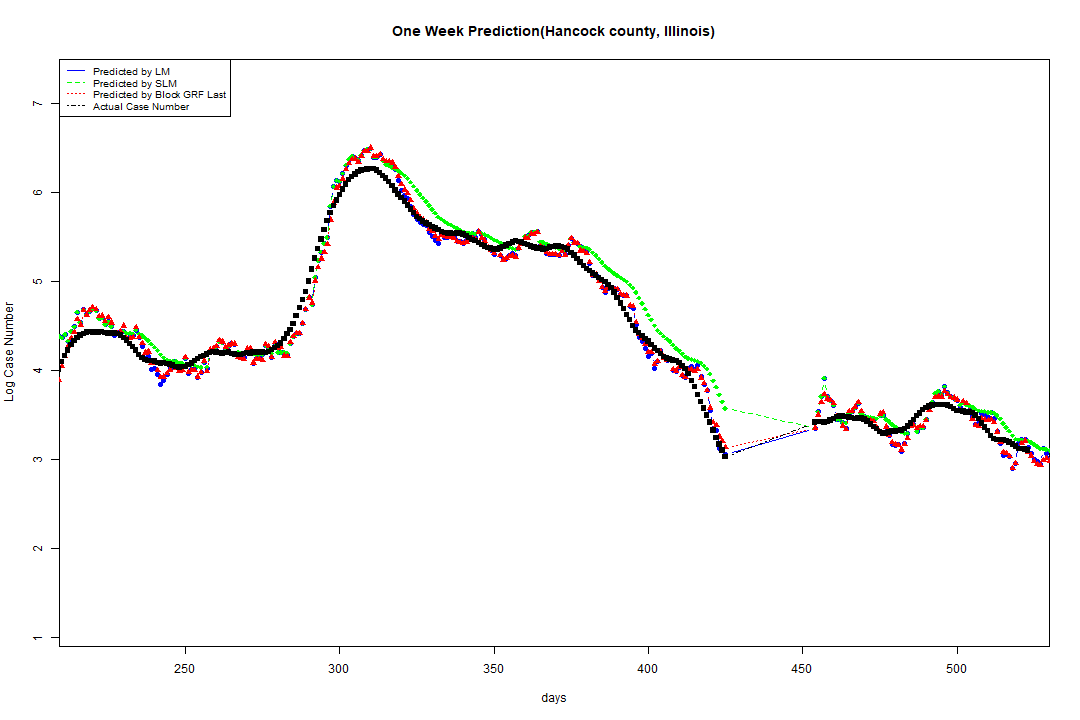 One Week Prediction(Hancock county, Illinois)
Predicted by LM
Predicted by SLM
Predicted by Block GRF Last
Actual Case Number
7
6
5
4
3
2
1
Log Case Number
250 300 350 400 450 500
days